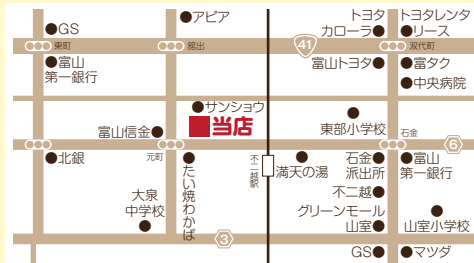 アピア
トヨタ
カローラ
トヨタレンタ
リース
GS
東町
舘出
41
双代町
富山
第一銀行
富山トヨタ
富タク
中央病院
サンショウ
当店
東部小学校
富山信金
石金
6
北銀
元町
たい焼わかば
不二越駅
満天の湯
石金
派出所
富山
第一銀行
大泉
中学校
不二越
グリーンモール
山室
山室小学校
3
GS
マツダ